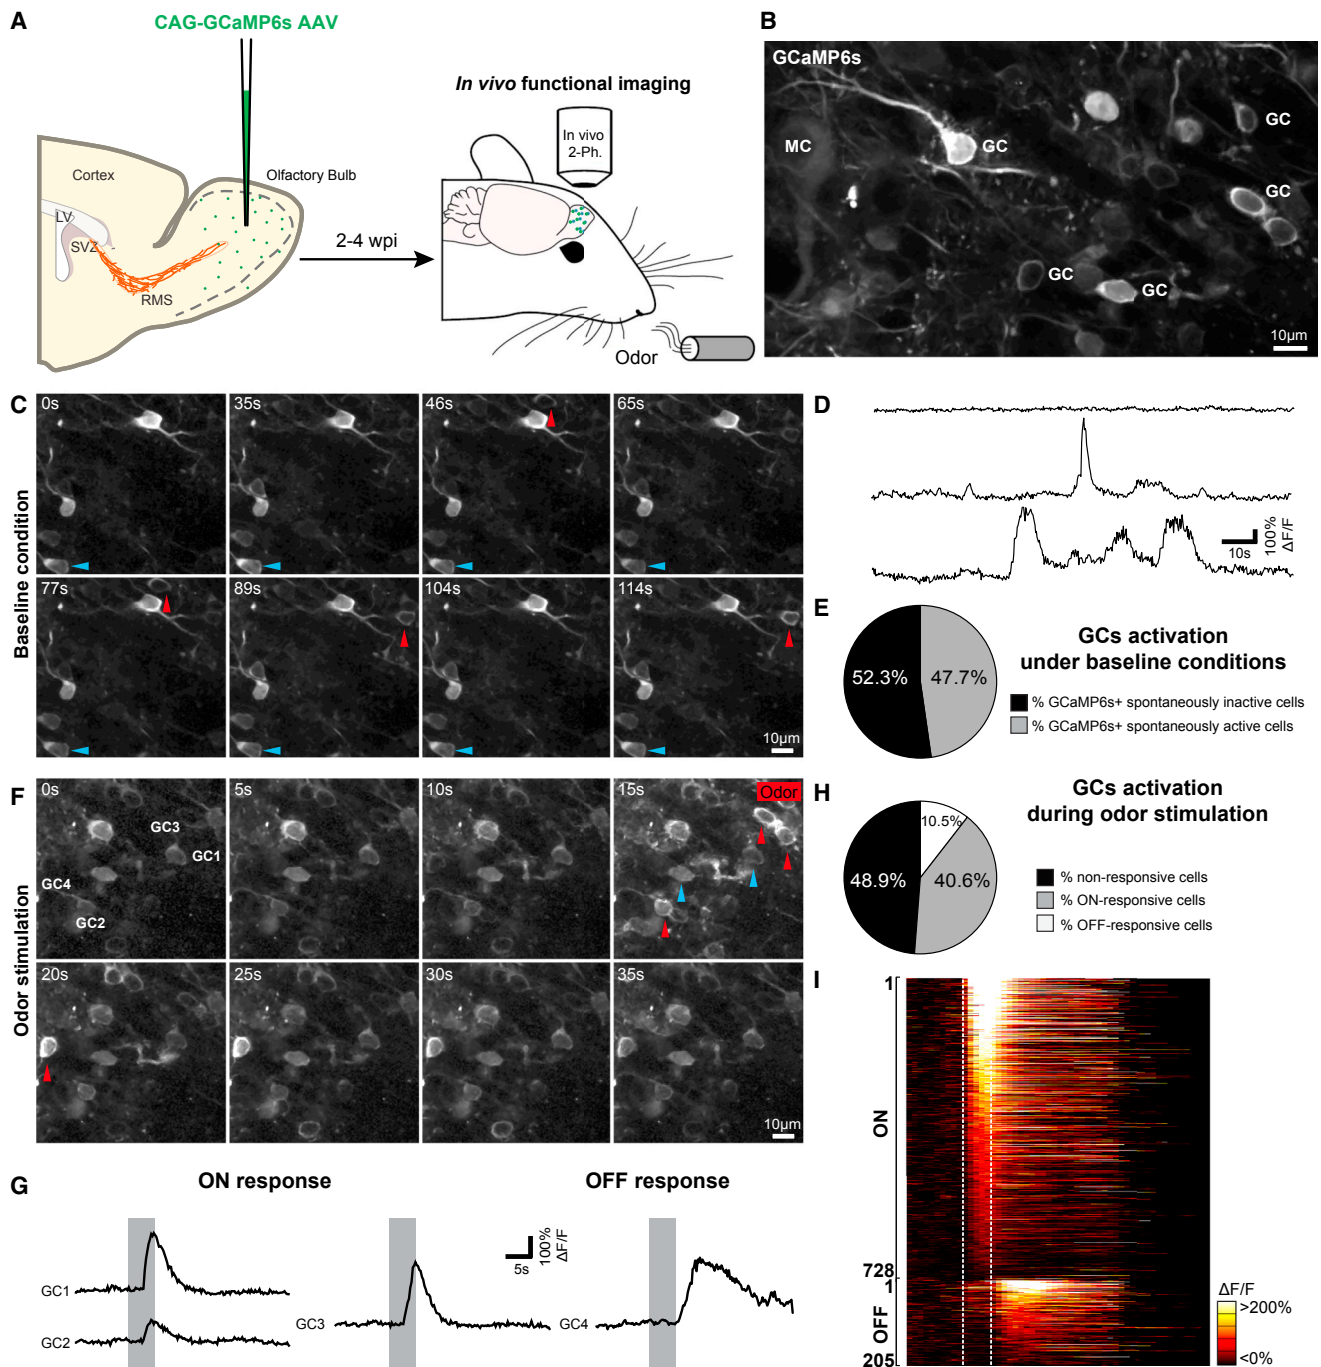 A
CAG-GCaMP6s AAV
Cortex
Olfactory Bulb
LV
SVZ
RMS
2-4 wpi
In vivo functional imaging
In vivo
2-Ph.
Odor
B
GCaMP6s
MC
GC
GC
GC
GC
GC
10µm
C
Baseline condition
0s
35s
46s
65s
77s
89s
104s
114s
10µm
D
10s
100%
ΔF/F
E
52.3%
47.7%
GCs activation
under baseline conditions
% GCaMP6s+ spontaneously inactive cells
% GCaMP6s+ spontaneously active cells
F
Odor stimulation
0s
GC3
GC1
GC4
GC2
5s
10s
15s
Odor
20s
25s
30s
35s
10µm
G
ON response
OFF response
GC1
GC2
GC3
5s
100%
ΔF/F
GC4
H
10.5%
48.9%
40.6%
GCs activation
during odor stimulation
% non-responsive cells
% ON-responsive cells
% OFF-responsive cells
I
1
ON
728
1
OFF
205
ΔF/F
>200%
<0%